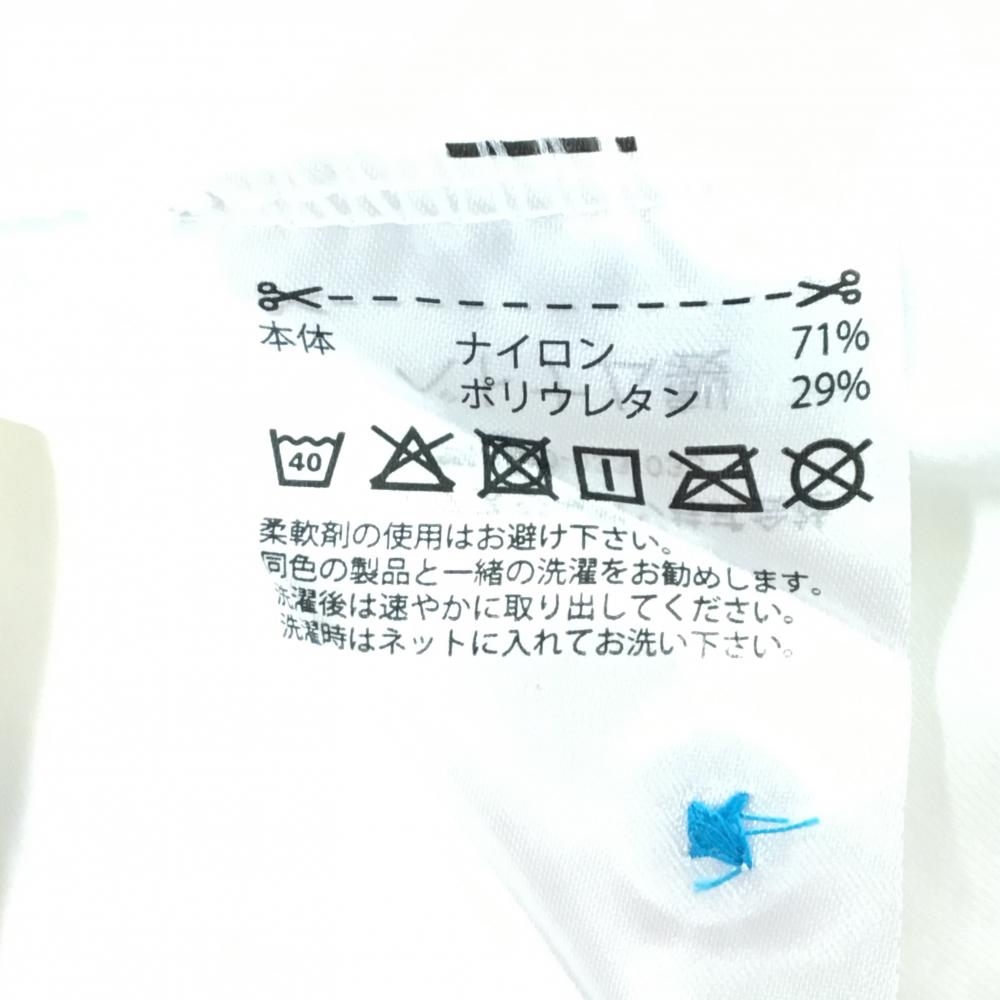 本体 ナイロン 71%
ポリウレタン 29%
40
柔軟剤の使用はお避け下さい。
同色の製品と一緒の洗濯をお勧めします。
洗濯後は速やかに取り出してください。
洗濯時はネットに入れてお洗い下さい。